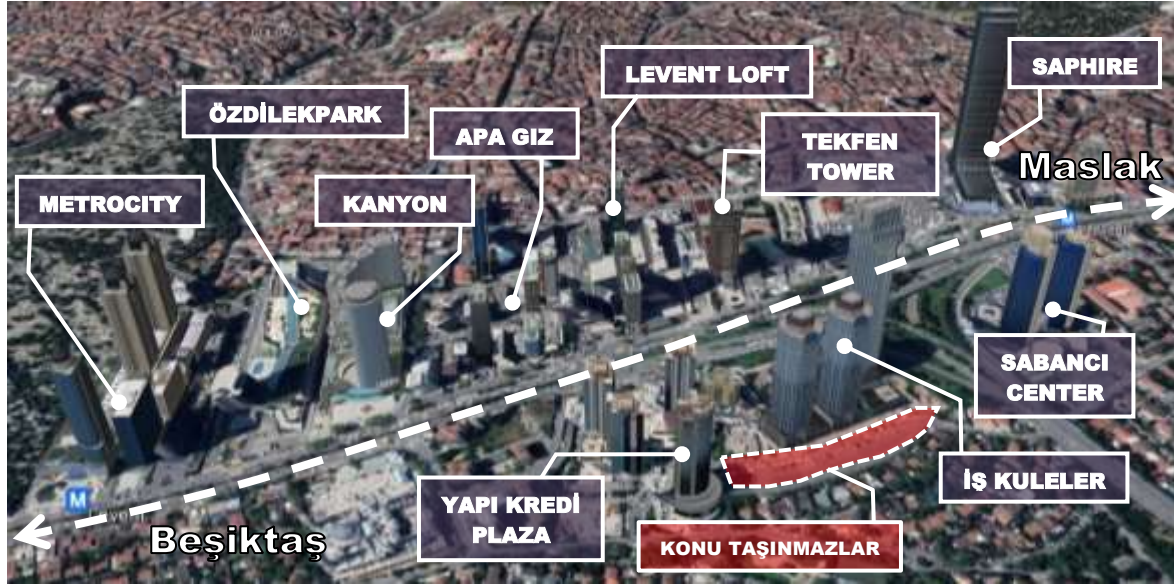 SAPHIRE
LEVENT LOFT
ÖZDİLEKPARK
APA GIZ
TEKFEN
TOWER
Maslak
METROCITY
KANYON
SABANCI
CENTER
İŞ KULELER
YAPI KREDİ
PLAZA
M
Beşiktaş
KONU TAŞINMAZLAR